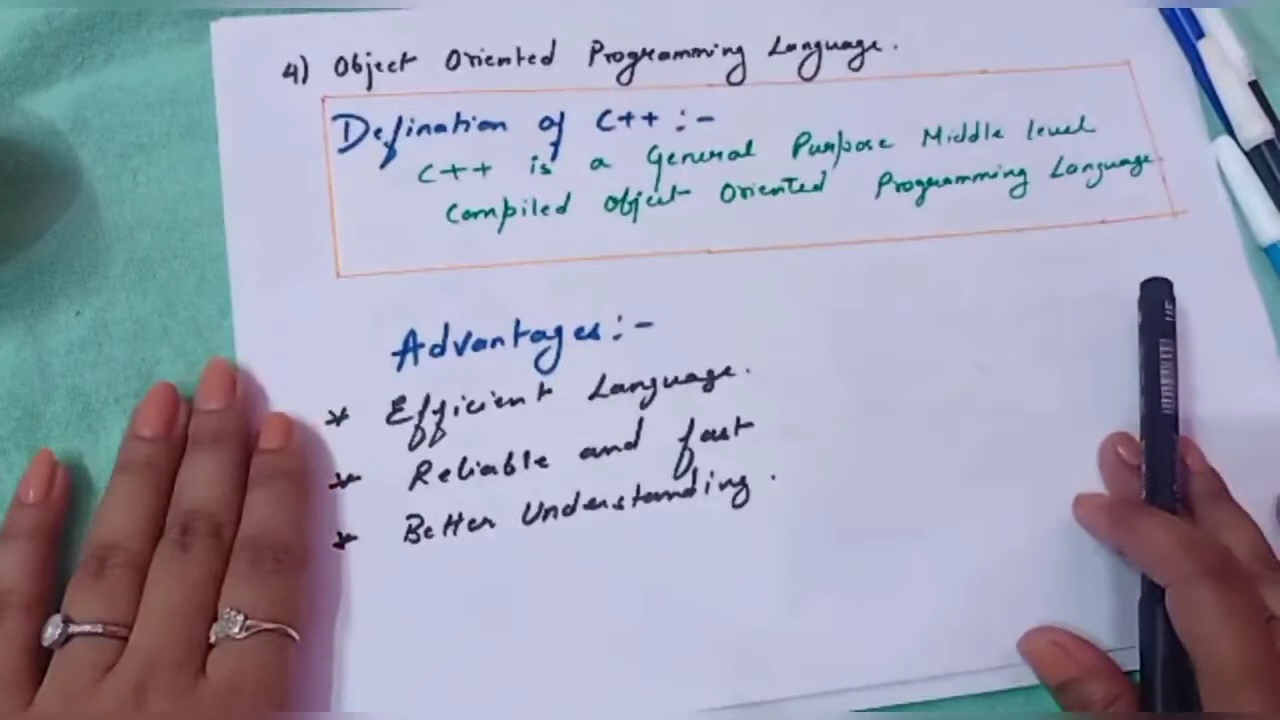 4) Object Oriented Programming Language.
Defination of C++ :-
C++ is a General Purpose Middle level
Compiled Object Oriented Programming Language
Advantages:-
* Efficient Language.
* Reliable and fast
* Better Understanding.